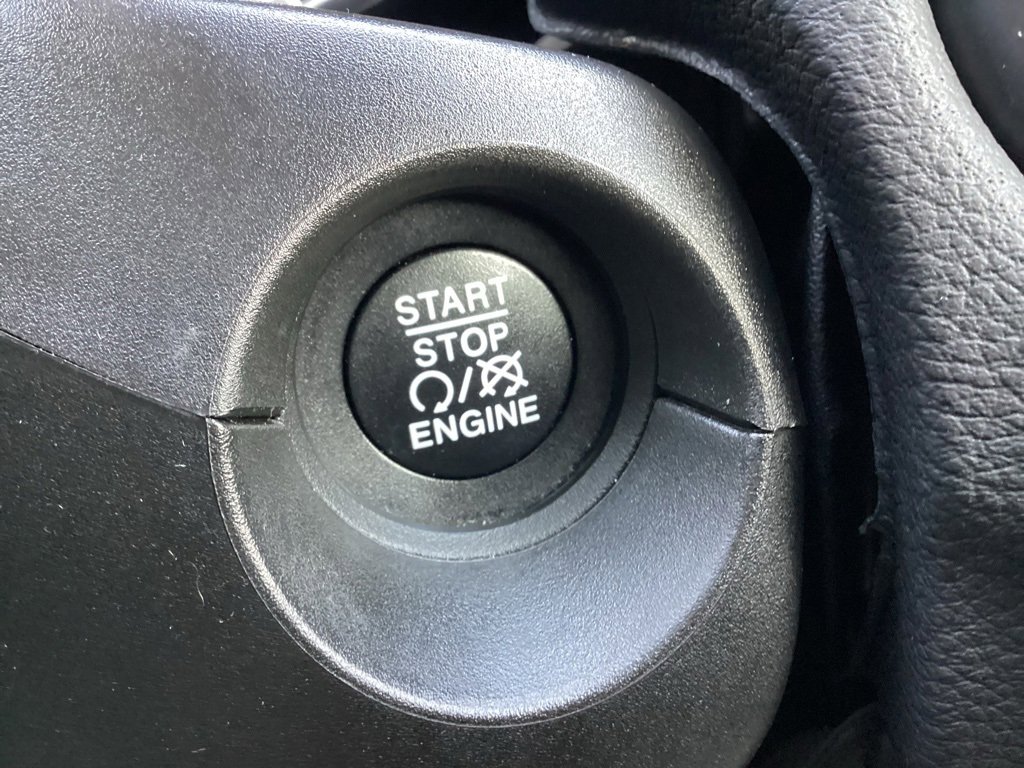 START
STOP
/
ENGINE